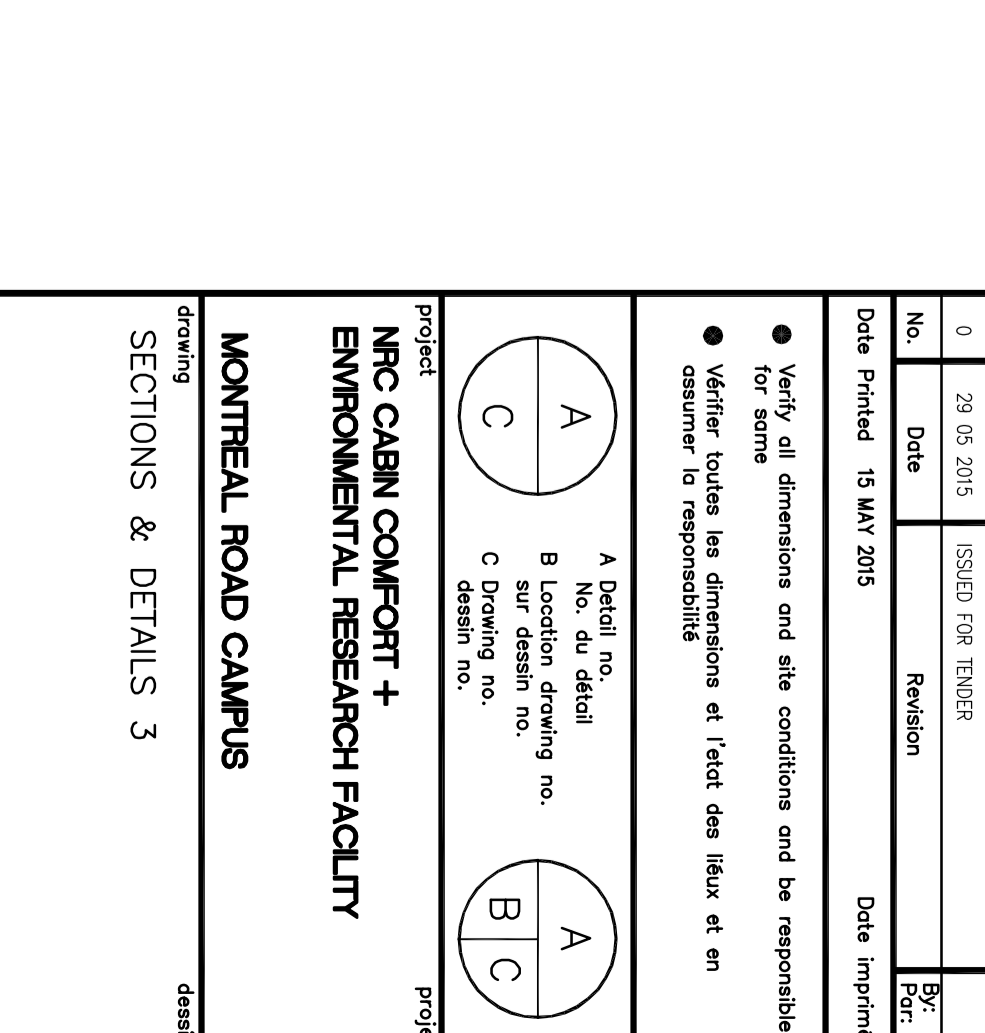 0 29 05 2015 ISSUED FOR TENDER
No. Date Revision By:
Par:
Date Printed 15 MAY 2015 Date imprimé
Verify all dimensions and site conditions and be responsible
for same
Vérifier toutes les dimensions et l'etat des liéux et en
assumer la responsabilité
A
C
A Detail no.
No. du détail
B Location drawing no.
sur dessin no.
C Drawing no.
dessin no.
A
B C
project
NRC CABIN COMFORT +
ENVIRONMENTAL RESEARCH FACILITY
MONTREAL ROAD CAMPUS
drawing
SECTIONS & DETAILS 3